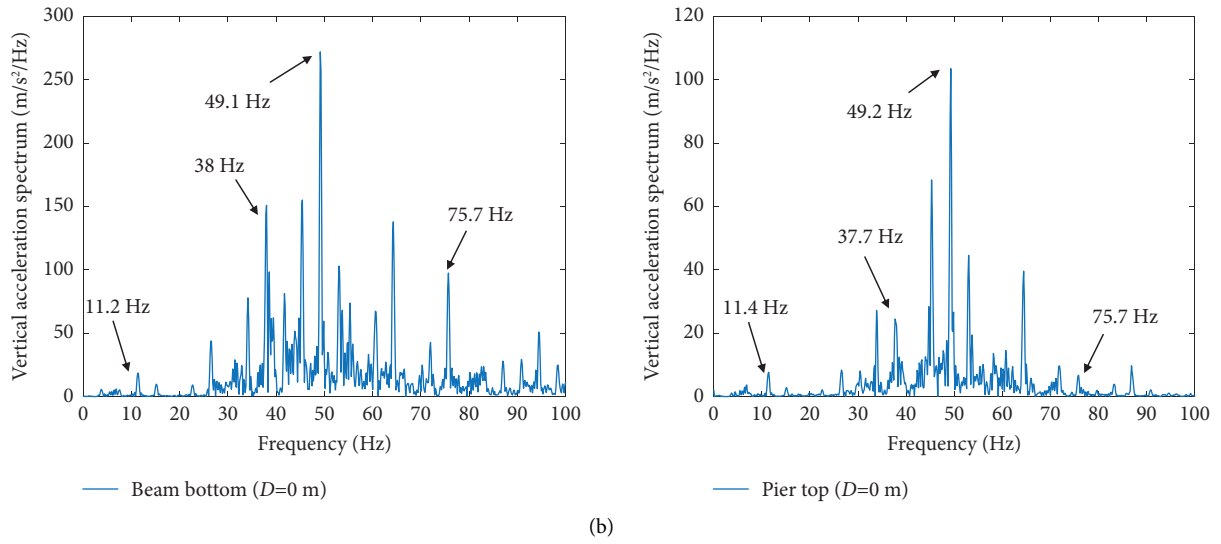 300
250
200
150
100
50
0
Vertical acceleration spectrum (m/s²/Hz)
49.1 Hz
38 Hz
75.7 Hz
11.2 Hz
0 10 20 30 40 50 60 70 80 90 100
Frequency (Hz)
Beam bottom (D=0 m)
120
100
80
60
40
20
0
Vertical acceleration spectrum (m/s²/Hz)
49.2 Hz
37.7 Hz
11.4 Hz
75.7 Hz
0 10 20 30 40 50 60 70 80 90 100
Frequency (Hz)
Pier top (D=0 m)
(b)